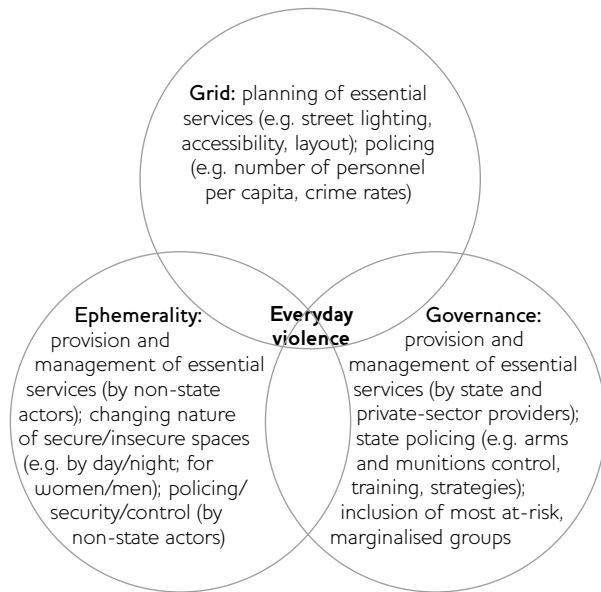 Grid: planning of essential
services (e.g. street lighting,
accessibility, layout); policing
(e.g. number of personnel
per capita, crime rates)
Everyday
violence
Ephemerality:
provision and
management of essential
services (by non-state
actors); changing nature
of secure/insecure spaces
(e.g. by day/night; for
women/men); policing/
security/control (by
non-state actors)
Governance:
provision and
management of essential
services (by state and
private-sector providers);
state policing (e.g. arms
and munitions control,
training, strategies);
inclusion of most at-risk,
marginalised groups